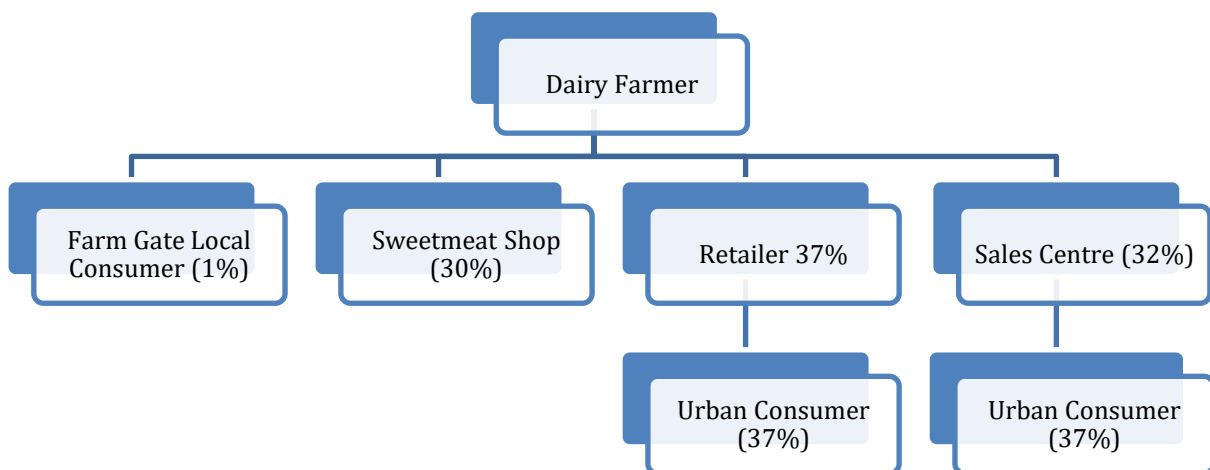 Dairy Farmer
Farm Gate Local
Consumer (1%)
Sweetmeat Shop
(30%)
Retailer 37%
Sales Centre (32%)
Urban Consumer
(37%)
Urban Consumer
(37%)